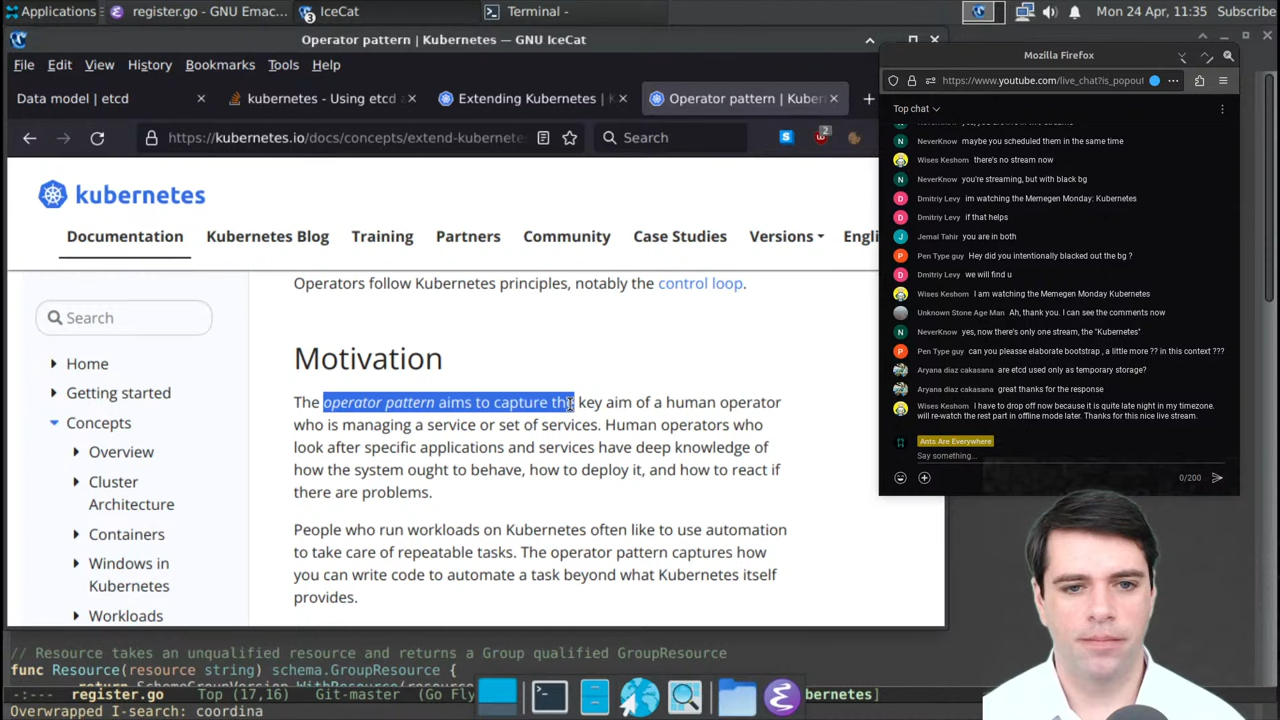 Applications
register.go - GNU Emac...
IceCat
3
Terminal -
Mon 24 Apr, 11:35
Subscribe
Operator pattern | Kubernetes — GNU IceCat
File Edit View History Bookmarks Tools Help
Data model | etcd
kubernetes - Using etcd
Extending Kubernetes | K
Operator pattern | Kuber
https://kubernetes.io/docs/concepts/extend-kubernete
Search
2
kubernetes
Documentation Kubernetes Blog Training Partners Community Case Studies Versions Engli
Search
Home
Getting started
Concepts
Overview
Cluster
Architecture
Containers
Windows in
Kubernetes
Workloads
Operators follow Kubernetes principles, notably the control loop.
Motivation
The operator pattern aims to capture the key aim of a human operator
who is managing a service or set of services. Human operators who
look after specific applications and services have deep knowledge of
how the system ought to behave, how to deploy it, and how to react if
there are problems.
People who run workloads on Kubernetes often like to use automation
to take care of repeatable tasks. The operator pattern captures how
you can write code to automate a task beyond what Kubernetes itself
provides.
Mozilla Firefox
https://www.youtube.com/live_chat?is_popout
Top chat
N NeverKnow maybe you scheduled them in the same time
Wises Keshom there's no stream now
N NeverKnow you're streaming, but with black bg
D Dmitriy Levy im watching the Memegen Monday: Kubernetes
D Dmitriy Levy if that helps
J Jemal Tahir you are in both
P Pen Type guy Hey did you intentionally blacked out the bg ?
D Dmitriy Levy we will find u
Wises Keshom I am watching the Memegen Monday Kubernetes
Unknown Stone Age Man Ah, thank you. I can see the comments now
N NeverKnow yes, now there's only one stream, the "Kubernetes"
P Pen Type guy can you pleasse elaborate bootstrap , a little more ?? in this context ???
Aryana diaz cakasana are etcd used only as temporary storage?
Aryana diaz cakasana great thanks for the response
Wises Keshom I have to drop off now because it is quite late night in my timezone.
will re-watch the rest part in offline mode later. Thanks for this nice live stream.
Ants Are Everywhere
Say something...
0/200
// Resource takes an unqualified resource and returns a Group qualified GroupResource
func Resource(resource string) schema.GroupResource {
-:--- register.go Top (17,16) Git-master (Go Fly
bernetes]
Overwrapped I-search: coordina